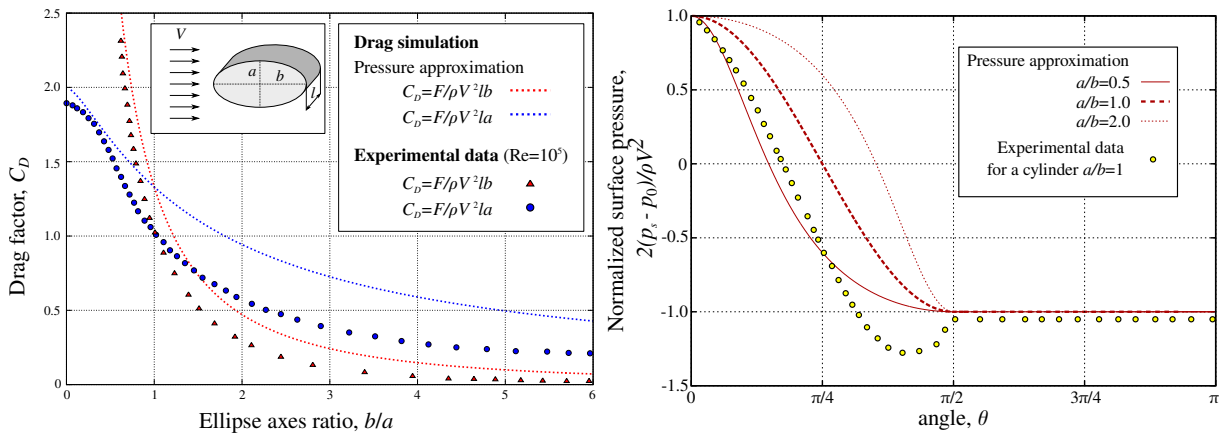 2.5
2.0
1.5
1.0
0.5
0
0
1
2
3
4
5
6
Drag factor, C_D
Ellipse axes ratio, b/a
V
a
b
l
Drag simulation
Pressure approximation
C_D=F/ρV²lb
C_D=F/ρV²la
Experimental data (Re=10⁵)
C_D=F/ρV²lb
C_D=F/ρV²la
1.0
0.5
0
-0.5
-1.0
-1.5
0
π/4
π/2
3π/4
π
Normalized surface pressure,
2(p_s - p_0)/ρV²
angle, θ
Pressure approximation
a/b=0.5
a/b=1.0
a/b=2.0
Experimental data
for a cylinder a/b=1